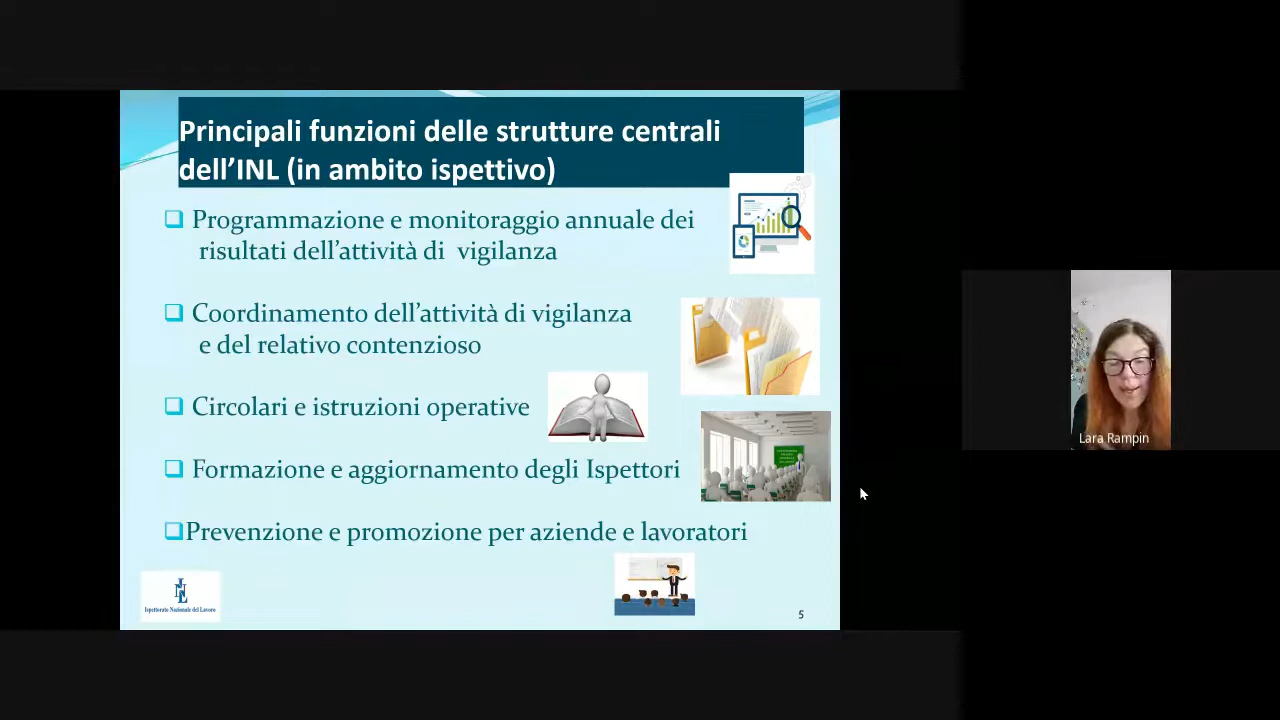 Principali funzioni delle strutture centrali
dell’INL (in ambito ispettivo)
Programmazione e monitoraggio annuale dei
risultati dell’attività di vigilanza
Coordinamento dell’attività di vigilanza
e del relativo contenzioso
Circolari e istruzioni operative
Formazione e aggiornamento degli Ispettori
Prevenzione e promozione per aziende e lavoratori
Ispettorato Nazionale del Lavoro
5
Lara Rampin